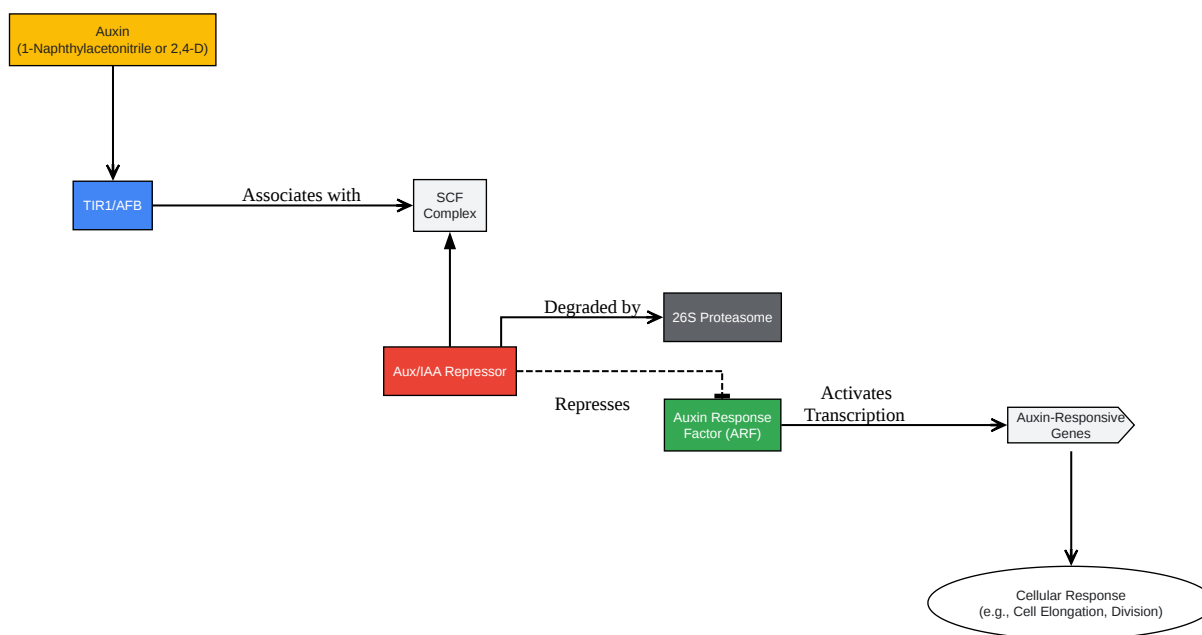 Auxin
(1-Naphthylacetonitrile or 2,4-D)
TIR1/AFB
Associates with
SCF
Complex
Degraded by
26S Proteasome
Aux/IAA Repressor
Represses
Auxin Response
Factor (ARF)
Activates
Transcription
Auxin-Responsive
Genes
Cellular Response
(e.g., Cell Elongation, Division)